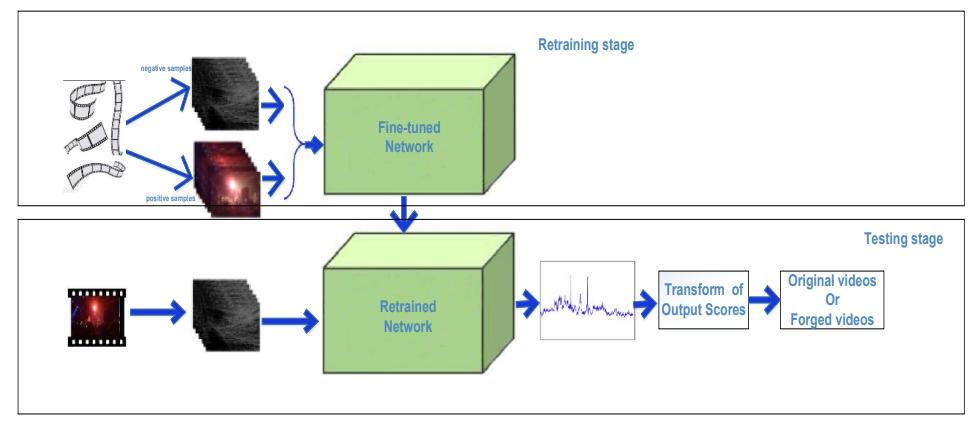 Retraining stage
negative samples
Fine-tuned
Network
positive samples
Testing stage
Retrained
Network
Transform of
Output Scores
Original videos
Or
Forged videos